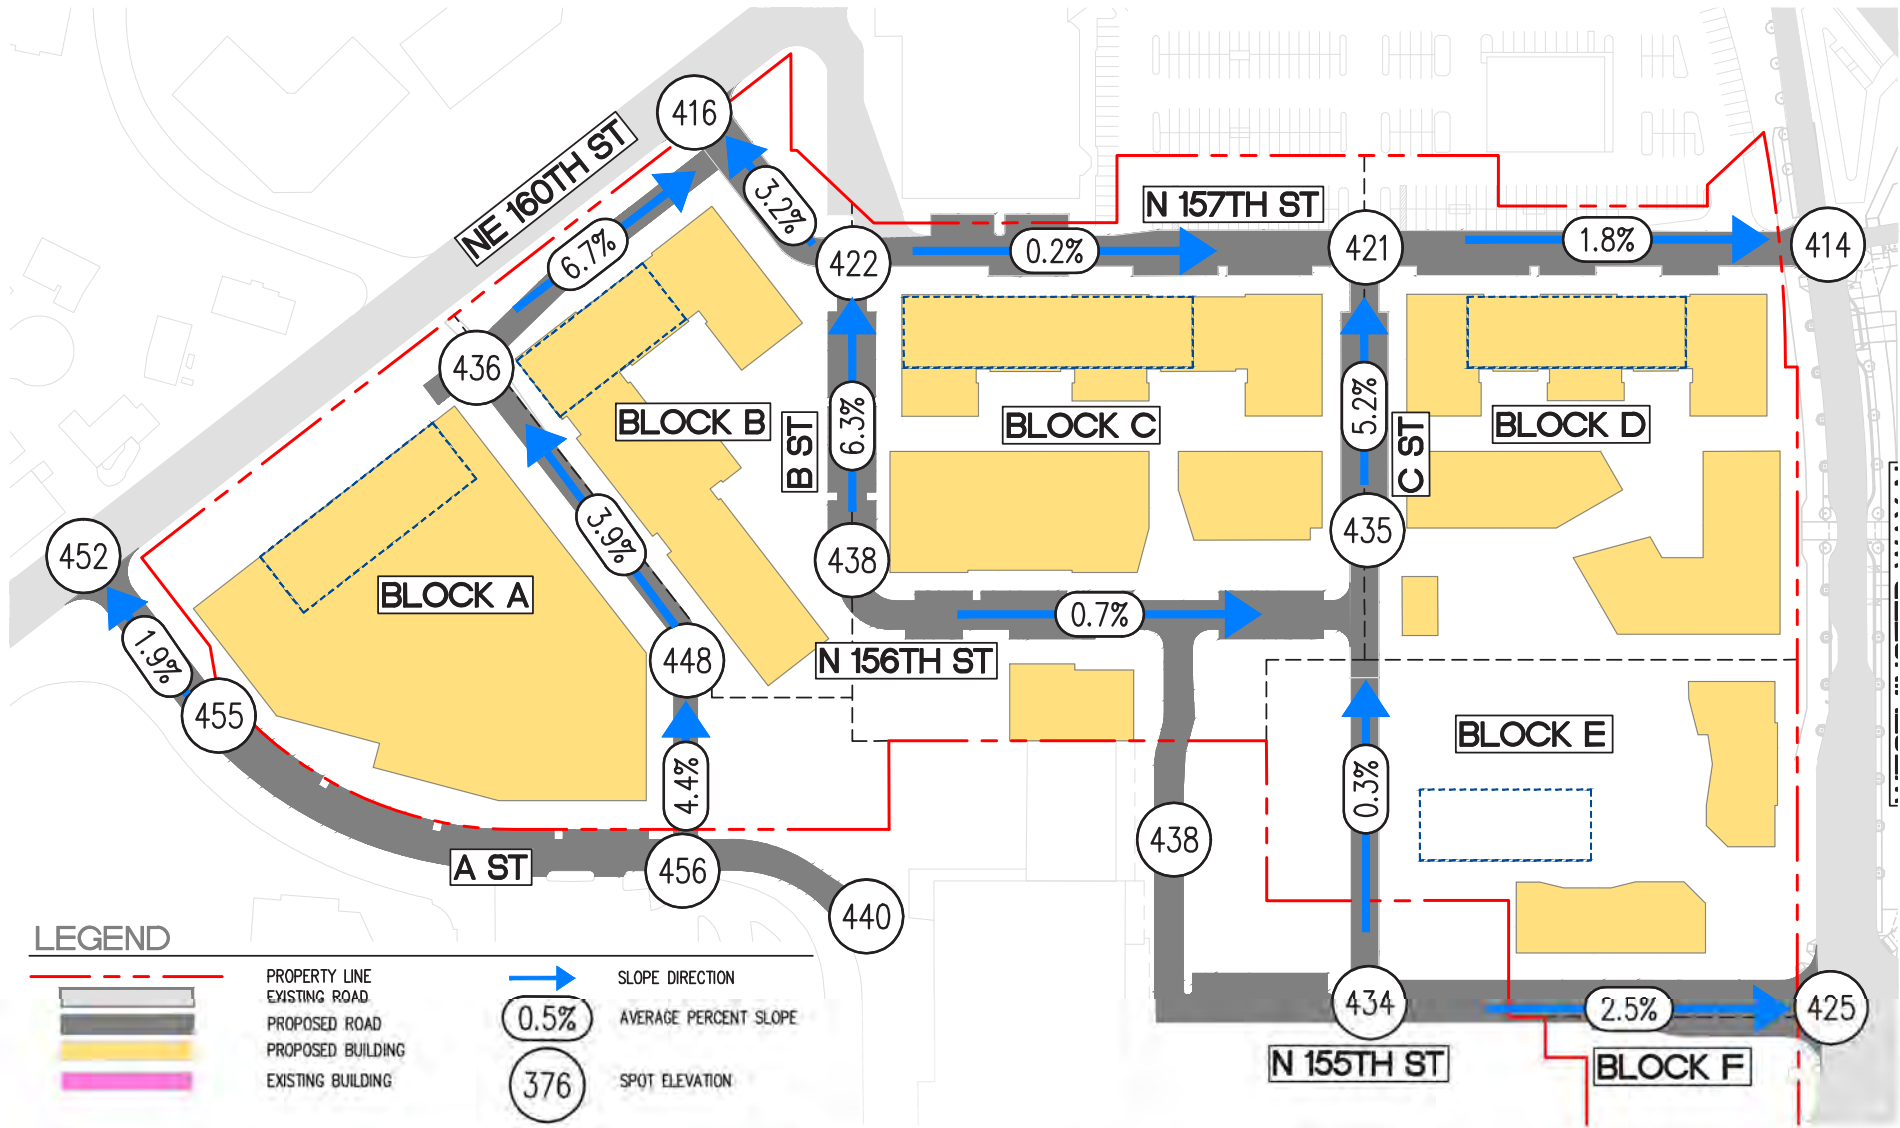 416
NE 160TH ST
3.2%
6.7%
N 157TH ST
422
0.2%
421
1.8%
414
436
BLOCK B
B ST
6.3%
BLOCK C
5.2%
C ST
BLOCK D
452
3.9%
438
435
BLOCK A
1.9%
0.7%
448
N 156TH ST
455
BLOCK E
4.4%
0.3%
438
A ST
456
440
434
2.5%
425
N 155TH ST
BLOCK F
LEGEND
PROPERTY LINE
EXISTING ROAD
PROPOSED ROAD
PROPOSED BUILDING
EXISTING BUILDING
SLOPE DIRECTION
0.5%
AVERAGE PERCENT SLOPE
376
SPOT ELEVATION